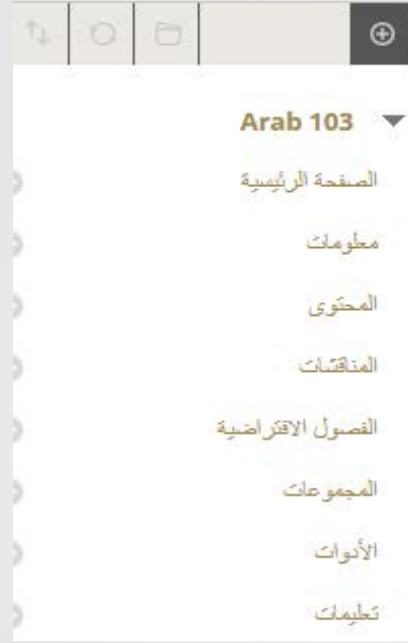 Arab 103
الصفحة الرئيسية
معلومات
المحتوى
المناقشات
الفصول الافتراضية
المجموعات
الأدوات
تعليمات